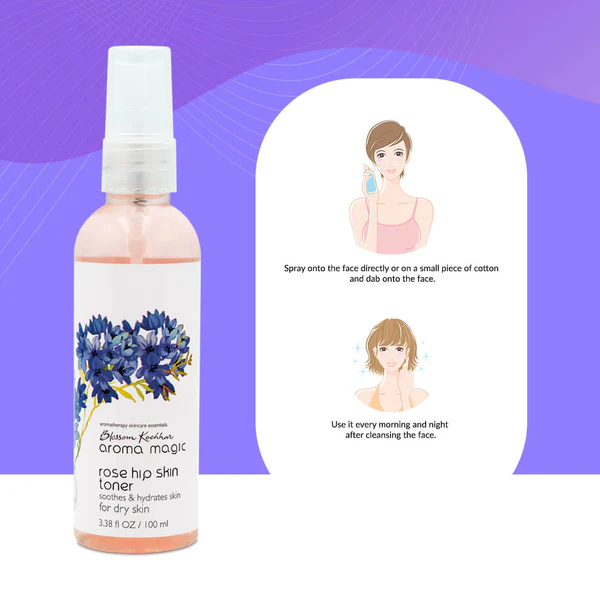 aromatherapy skincare essentials
Blossom Kochhar
aroma magic
rose hip skin
toner
soothes & hydrates skin
for dry skin
3.38 fl OZ / 100 ml
Spray onto the face directly or on a small piece of cotton
and dab onto the face.
Use it every morning and night
after cleansing the face.